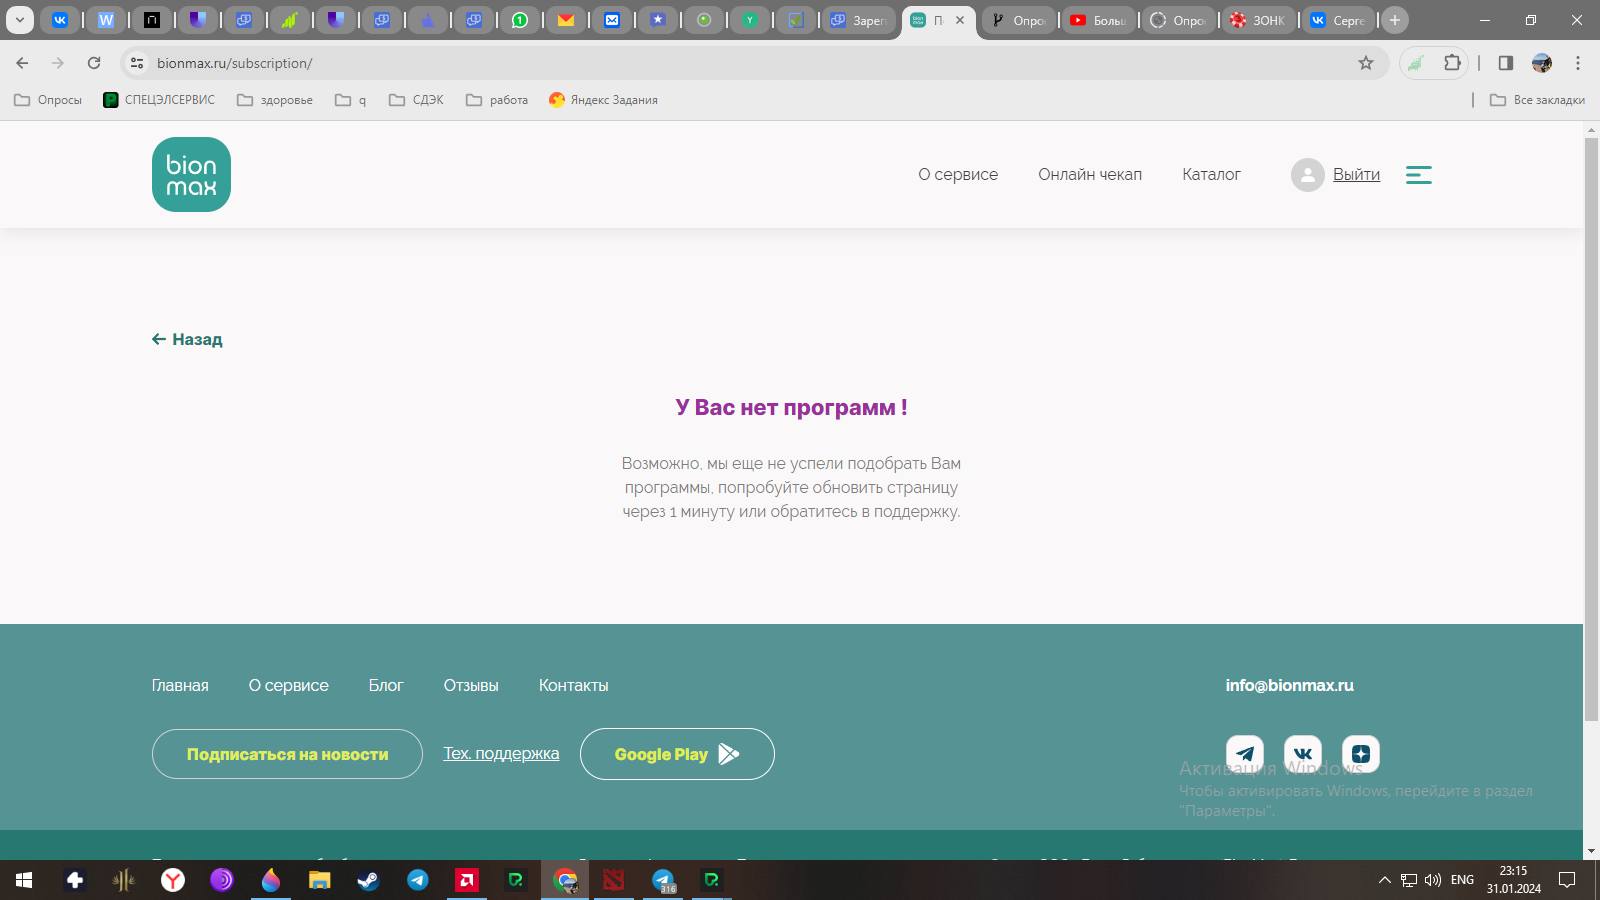 Зареги
П
Опрос
Больш
Опро
ЗОНК
Серге
bionmax.ru/subscription/
Опросы
СПЕЦЭЛСЕРВИС
здоровье
q
СДЭК
работа
Яндекс Задания
Все закладки
bion
max
О сервисе
Онлайн чекап
Каталог
Выйти
Назад
У Вас нет программ !
Возможно, мы еще не успели подобрать Вам
программы, попробуйте обновить страницу
через 1 минуту или обратитесь в поддержку.
Главная
О сервисе
Блог
Отзывы
Контакты
info@bionmax.ru
Подписаться на новости
Тех. поддержка
Google Play
Активация Windows
Чтобы активировать Windows, перейдите в раздел
"Параметры".
316
ENG
23:15
31.01.2024